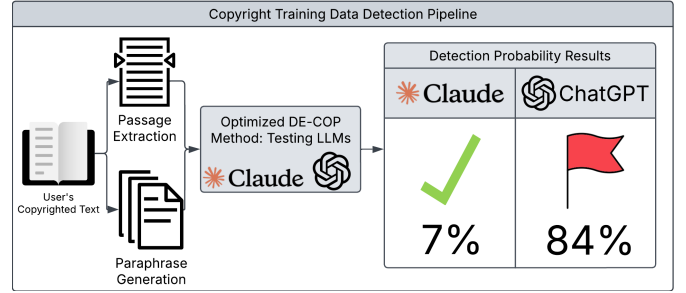 Copyright Training Data Detection Pipeline
Passage
Extraction
User's
Copyrighted Text
Paraphrase
Generation
Optimized DE-COP
Method: Testing LLMs
Claude
Detection Probability Results
Claude
ChatGPT
7%
84%